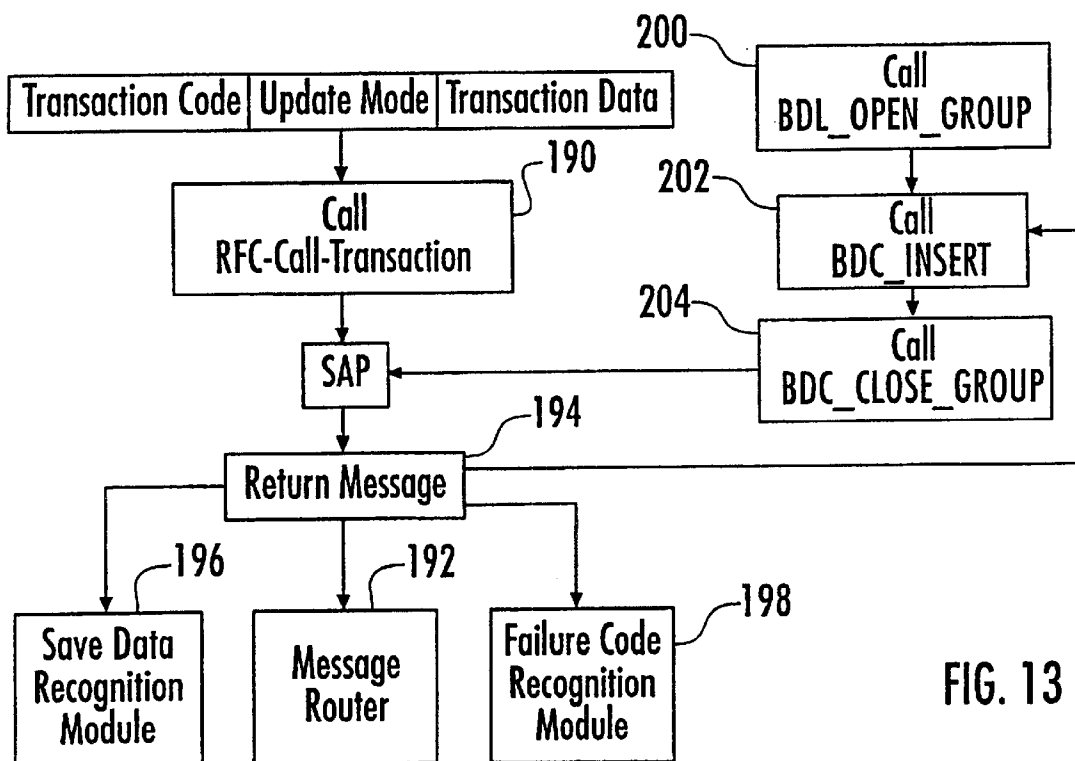 200
Call
BDL_OPEN_GROUP
Transaction Code Update Mode Transaction Data
190
Call
RFC-Call-Transaction
202
Call
BDC_INSERT
204
Call
BDC_CLOSE_GROUP
SAP
194
Return Message
196
192
198
Save Data
Recognition
Module
Message
Router
Failure Code
Recognition
Module
FIG. 13